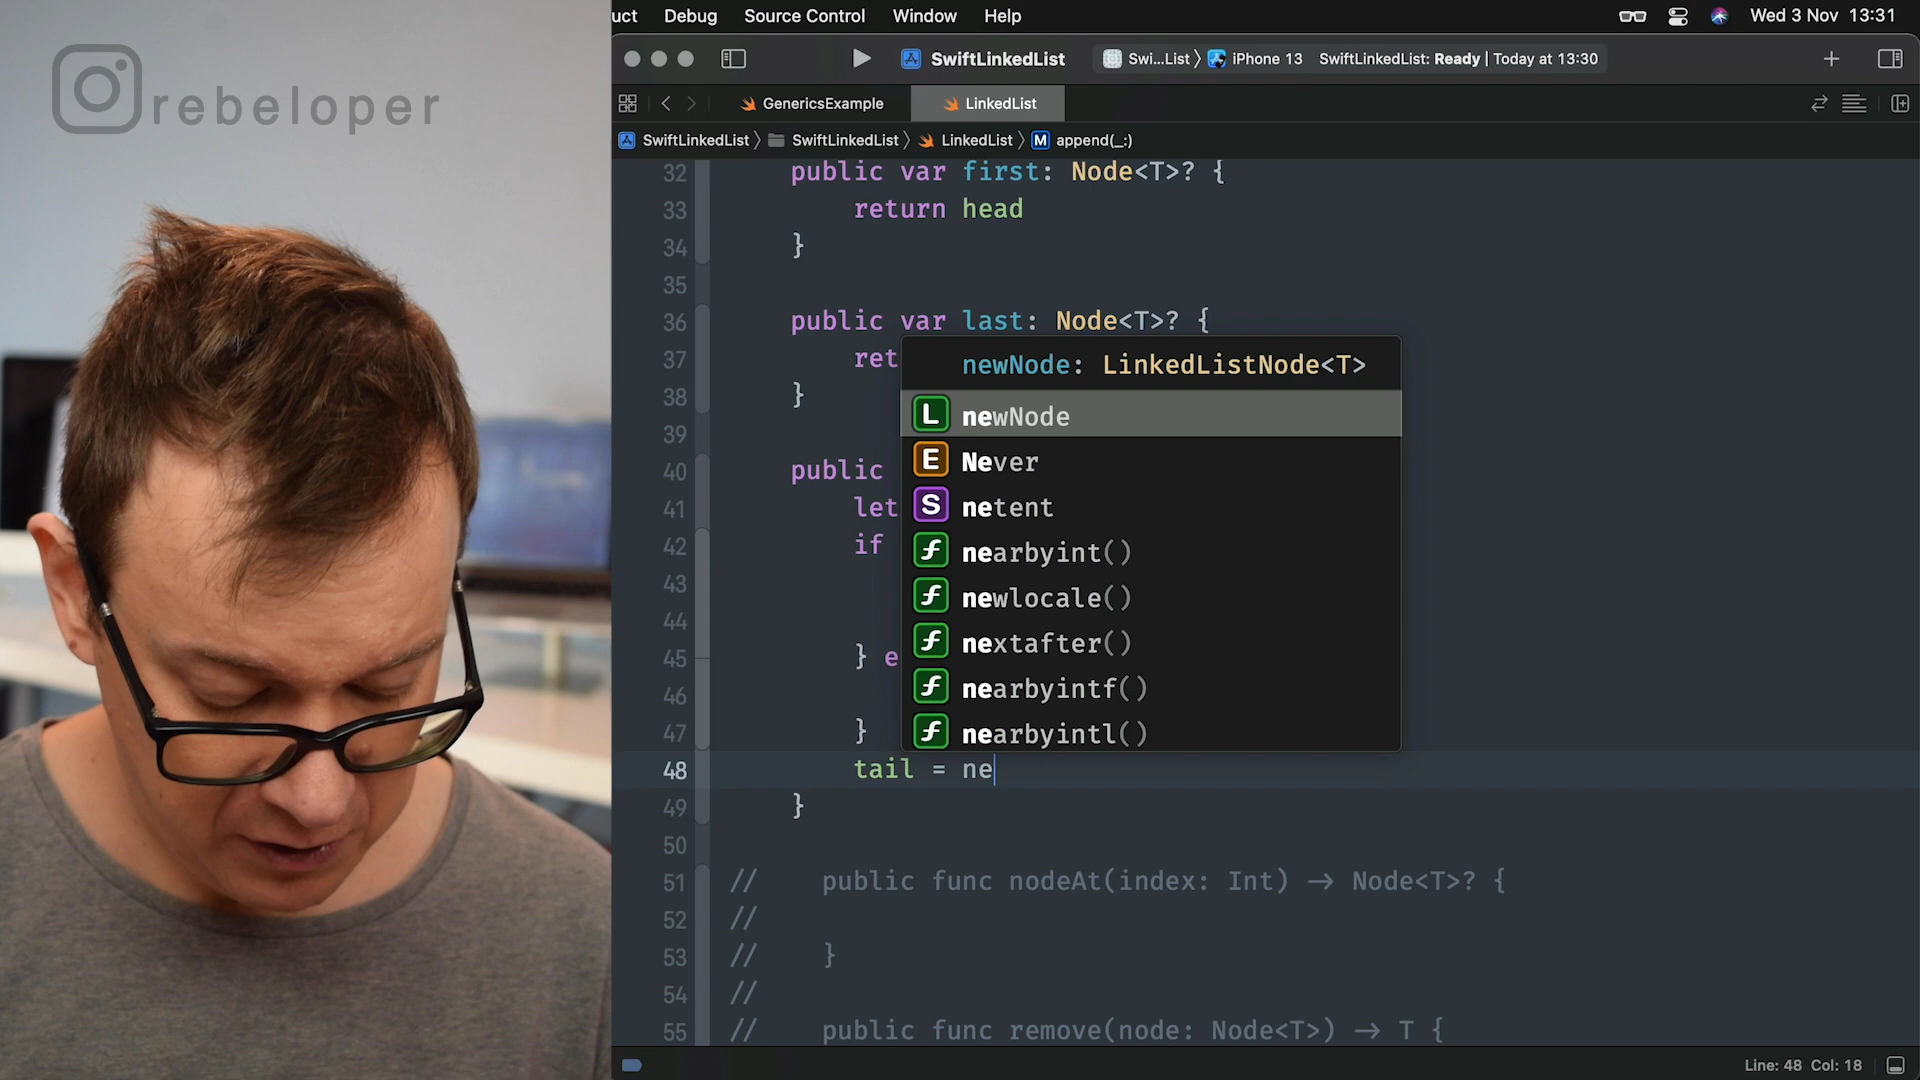 uct Debug Source Control Window Help Wed 3 Nov 13:31
rebeloper
SwiftLinkedList Swi...List 〉 iPhone 13 SwiftLinkedList: Ready | Today at 13:30
GenericsExample LinkedList
SwiftLinkedList 〉 SwiftLinkedList 〉 LinkedList 〉 M append(_:)
32 public var first: Node<T>? {
33 return head
34 }
35
36 public var last: Node<T>? {
37 ret
38 }
39
40 public
41 let
42 if
43
44
45 } e
46
47 }
48 tail = ne
49 }
50
51 // public func nodeAt(index: Int) → Node<T>? {
52 //
53 // }
54 //
55 // public func remove(node: Node<T>) → T {
newNode: LinkedListNode<T>
L newNode
E Never
S netent
f nearbyint()
f newlocale()
f nextafter()
f nearbyintf()
f nearbyintl()
Line: 48 Col: 18